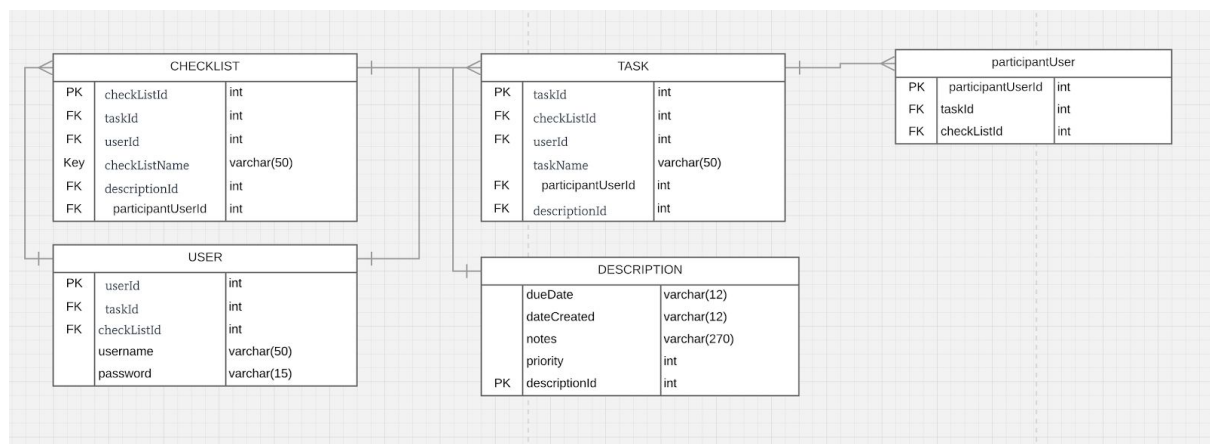 CHECKLIST
PK checkListId int
FK taskId int
FK userId int
Key checkListName varchar(50)
FK descriptionId int
FK participantUserId int
USER
PK userId int
FK taskId int
FK checkListId int
username varchar(50)
password varchar(15)
TASK
PK taskId int
FK checkListId int
FK userId int
taskName varchar(50)
FK participantUserId int
FK descriptionId int
DESCRIPTION
dueDate varchar(12)
dateCreated varchar(12)
notes varchar(270)
priority int
PK descriptionId int
participantUser
PK participantUserId int
FK taskId int
FK checkListId int